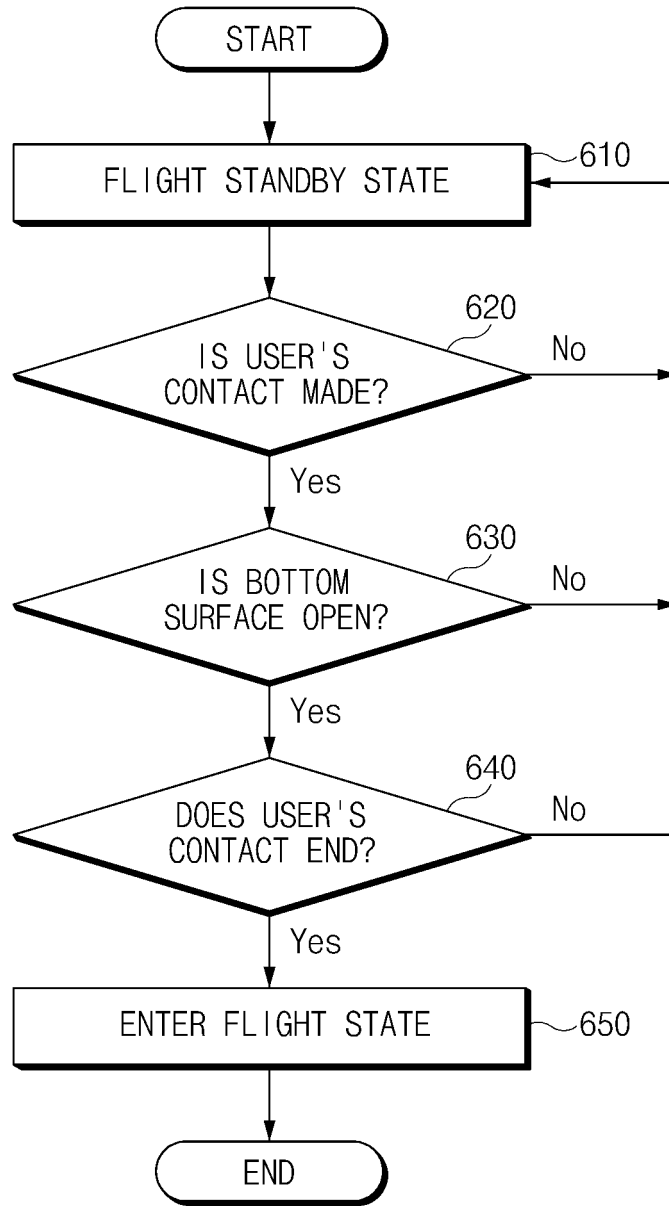 START
610
FLIGHT STANDBY STATE
620
IS USER'S
CONTACT MADE?
No
Yes
630
IS BOTTOM
SURFACE OPEN?
No
Yes
640
DOES USER'S
CONTACT END?
No
Yes
ENTER FLIGHT STATE
650
END